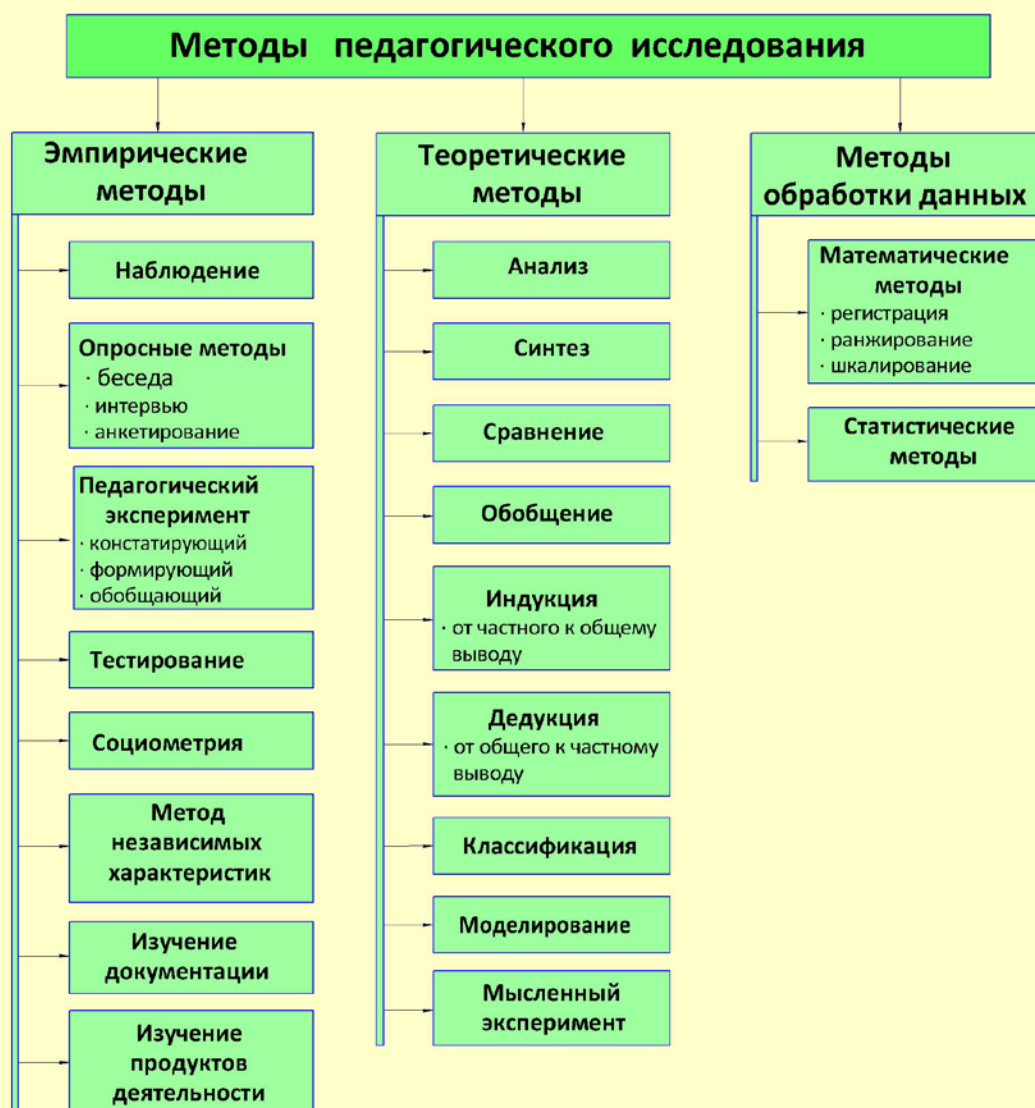 Методы педагогического исследования
Эмпирические
методы
Наблюдение
Опросные методы
· беседа
· интервью
· анкетирование
Педагогический
эксперимент
· констатирующий
· формирующий
· обобщающий
Тестирование
Социометрия
Метод
независимых
характеристик
Изучение
документации
Изучение
продуктов
деятельности
Теоретические
методы
Анализ
Синтез
Сравнение
Обобщение
Индукция
· от частного к общему
выводу
Дедукция
· от общего к частному
выводу
Классификация
Моделирование
Мысленный
эксперимент
Методы
обработки данных
Математические
методы
· регистрация
· ранжирование
· шкалирование
Статистические
методы